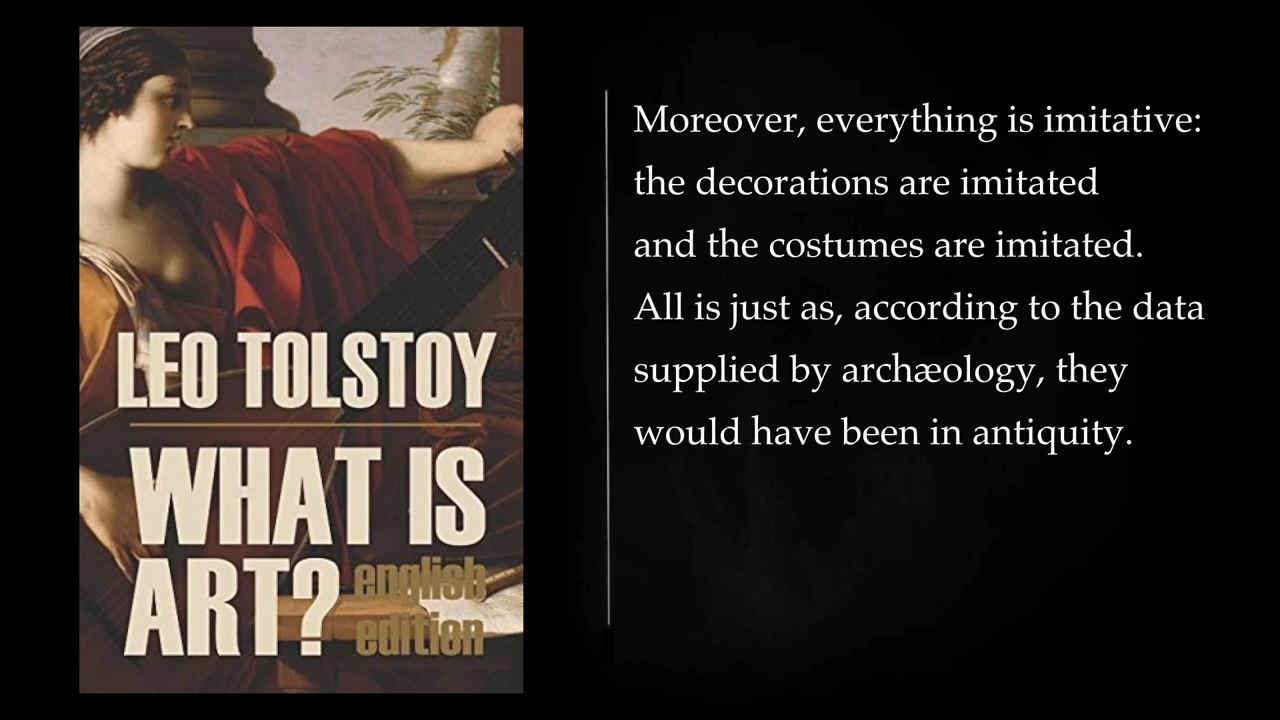 LEO TOLSTOY
WHAT IS
ART?
english
edition
Moreover, everything is imitative:
the decorations are imitated
and the costumes are imitated.
All is just as, according to the data
supplied by archæology, they
would have been in antiquity.